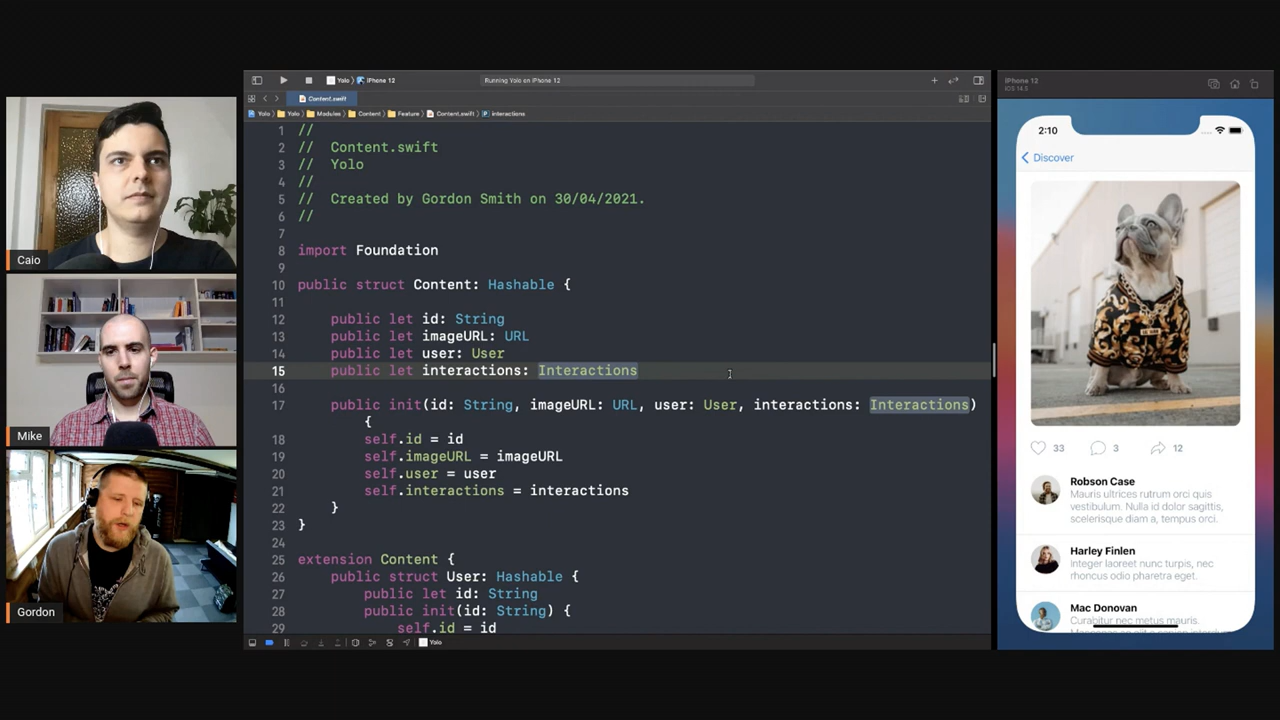 Caio
Mike
Gordon
Yolo iPhone 12
Running Yolo on iPhone 12
Content.swift
Yolo Yolo Modules Content Feature Content.swift interactions
1 //
2 //  Content.swift
3 //  Yolo
4 //
5 //  Created by Gordon Smith on 30/04/2021.
6 //
7
8 import Foundation
9
10 public struct Content: Hashable {
11
12     public let id: String
13     public let imageURL: URL
14     public let user: User
15     public let interactions: Interactions
16
17     public init(id: String, imageURL: URL, user: User, interactions: Interactions)
{
18         self.id = id
19         self.imageURL = imageURL
20         self.user = user
21         self.interactions = interactions
22     }
23 }
24
25 extension Content {
26     public struct User: Hashable {
27         public let id: String
28         public init(id: String) {
29             self.id = id
Yolo
iPhone 12
iOS 14.3
2:10
Discover
33 3 12
Robson Case
Mauris ultrices rutrum orci quis
vestibulum. Nulla id dolor sagittis,
scelerisque diam a, tempus orci.
Harley Finlen
Integer laoreet nunc turpis, nec
rhoncus odio pharetra eget.
Mac Donovan
Curabitur nec metus mauris.